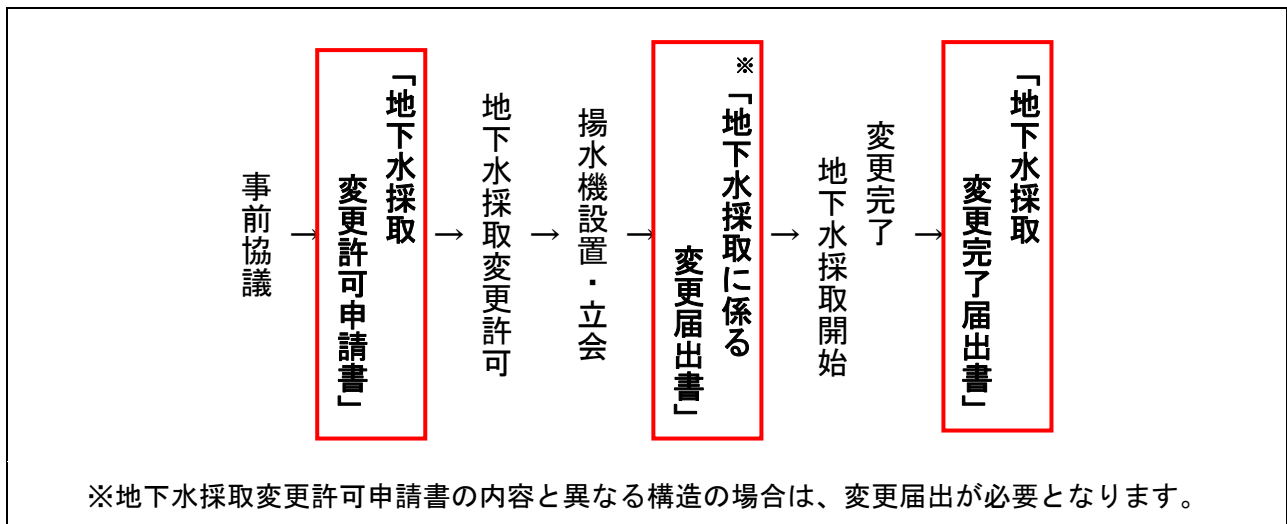 事前協議
→
「地下水採取
変更許可申請書」
→
地下水採取変更許可
→
揚水機設置・立会
→
※「地下水採取に係る
変更届出書」
→
変更完了
地下水採取開始
→
「地下水採取
変更完了届出書」
※地下水採取変更許可申請書の内容と異なる構造の場合は、変更届出が必要となります。